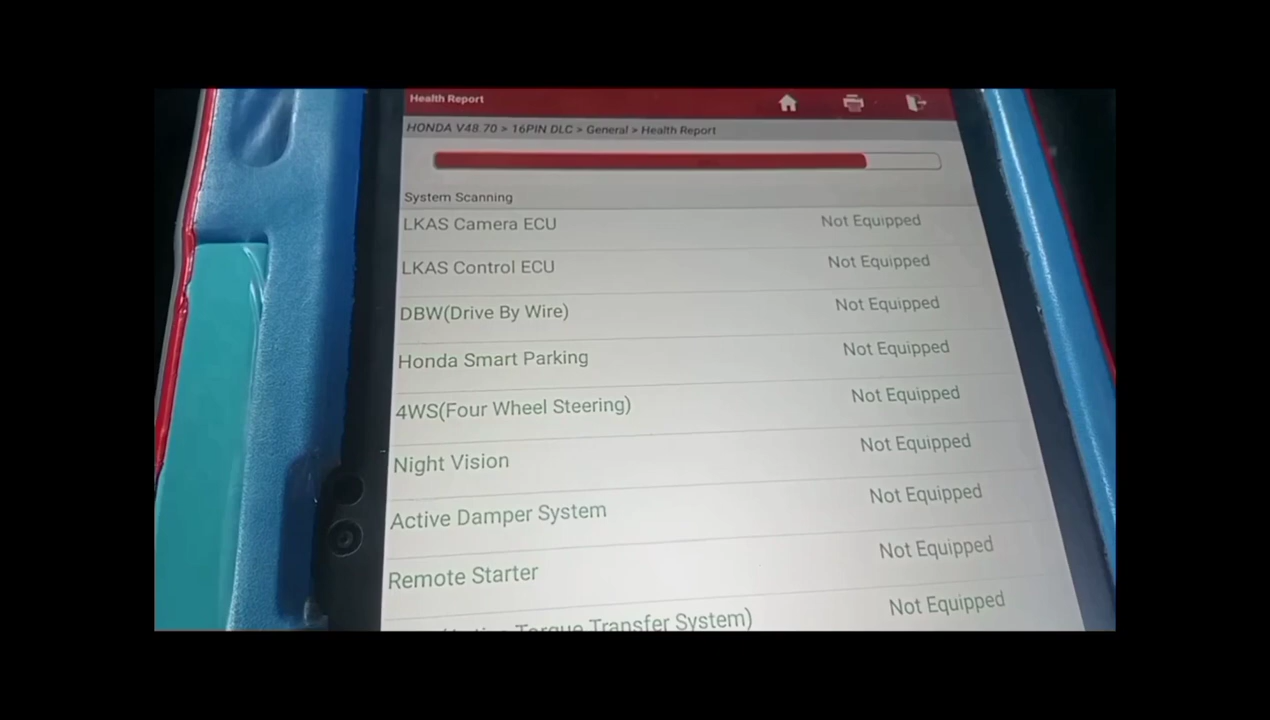 Health Report
HONDA V48.70 > 16PIN DLC > General > Health Report
System Scanning
LKAS Camera ECU Not Equipped
LKAS Control ECU Not Equipped
DBW(Drive By Wire) Not Equipped
Honda Smart Parking Not Equipped
4WS(Four Wheel Steering) Not Equipped
Night Vision Not Equipped
Active Damper System Not Equipped
Remote Starter Not Equipped
Torque Transfer System) Not Equipped